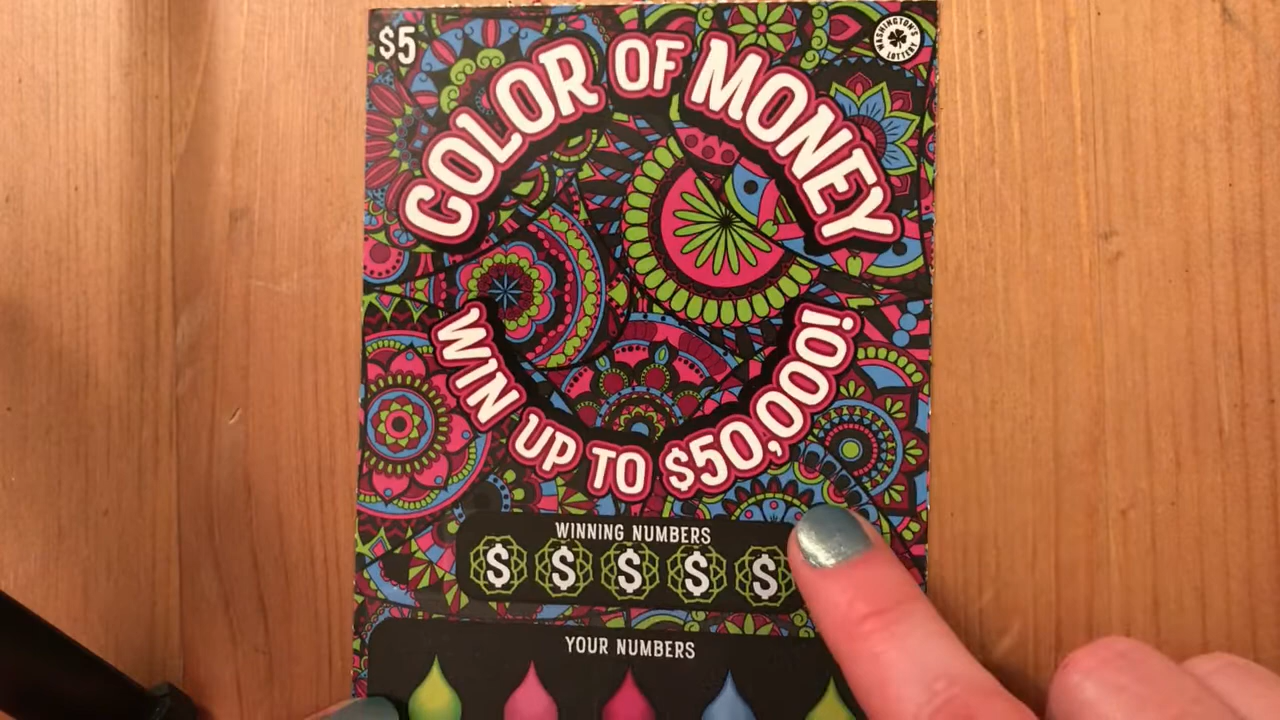 $5
WASHINGTON'S
LOTTERY
COLOR OF MONEY
WIN UP TO $50,000!
WINNING NUMBERS
$ $ $ $ $
YOUR NUMBERS